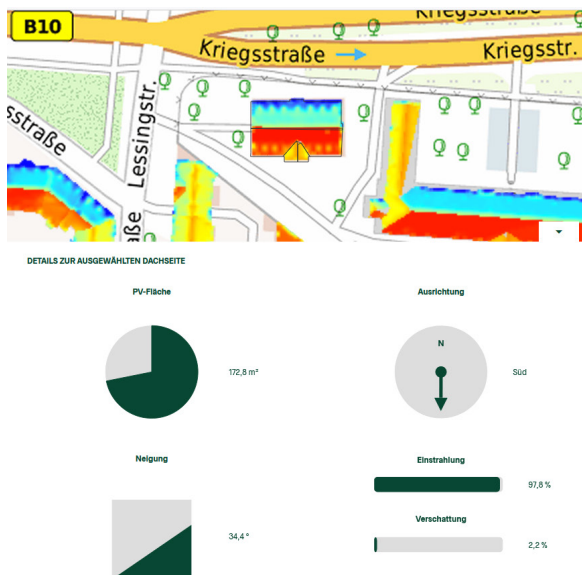 Kriegsstraße
B10
Kriegsstraße
Kriegsstr.
Lessingstr.
sstraße
aße
DETAILS ZUR AUSGEWÄHLTEN DACHSEITE
PV-Fläche
Ausrichtung
172,8 m²
N
Süd
Neigung
Einstrahlung
97,8 %
34,4 °
Verschattung
2,2 %